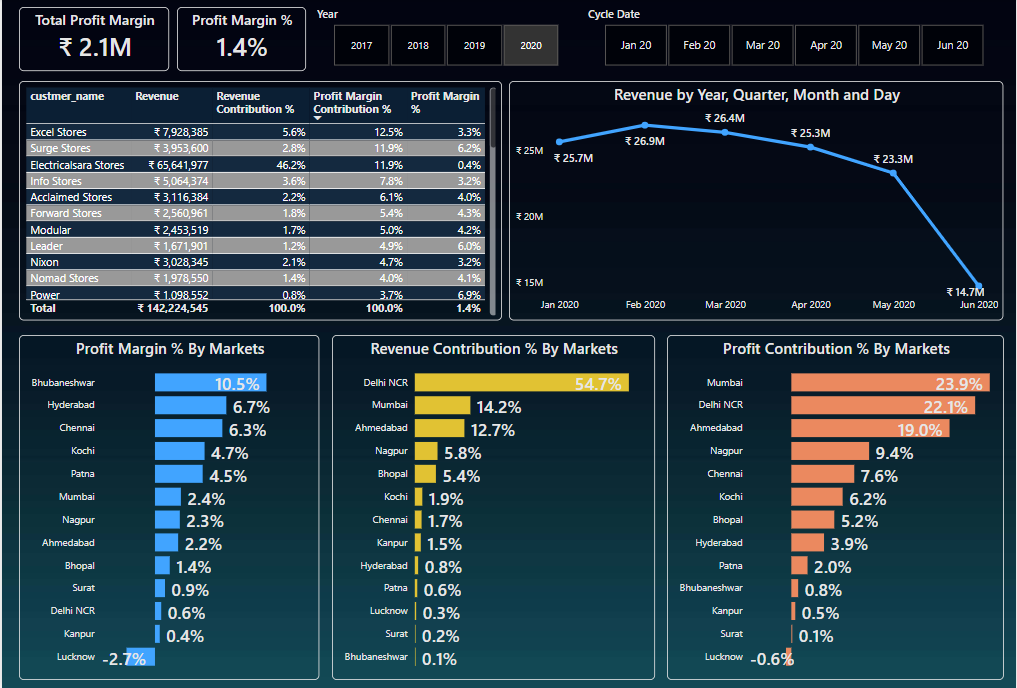 Total Profit Margin
₹ 2.1M
Profit Margin %
1.4%
Year
2017 2018 2019 2020
Cycle Date
Jan 20 Feb 20 Mar 20 Apr 20 May 20 Jun 20
custmer_name Revenue Revenue Contribution % Profit Margin Contribution % Profit Margin %
Excel Stores ₹ 7,928,385 5.6% 12.5% 3.3%
Surge Stores ₹ 3,953,600 2.8% 11.9% 6.2%
Electricalsara Stores ₹ 65,641,977 46.2% 11.9% 0.4%
Info Stores ₹ 5,064,374 3.6% 7.8% 3.2%
Acclaimed Stores ₹ 3,116,384 2.2% 6.1% 4.0%
Forward Stores ₹ 2,560,961 1.8% 5.4% 4.3%
Modular ₹ 2,453,519 1.7% 5.0% 4.2%
Leader ₹ 1,671,901 1.2% 4.9% 6.0%
Nixon ₹ 3,028,345 2.1% 4.7% 3.2%
Nomad Stores ₹ 1,978,550 1.4% 4.0% 4.1%
Power ₹ 1,098,552 0.8% 3.7% 6.9%
Total ₹ 142,224,545 100.0% 100.0% 1.4%
Revenue by Year, Quarter, Month and Day
₹ 25M
₹ 20M
₹ 15M
₹ 25.7M
₹ 26.9M
₹ 26.4M
₹ 25.3M
₹ 23.3M
₹ 14.7M
Jan 2020 Feb 2020 Mar 2020 Apr 2020 May 2020 Jun 2020
Profit Margin % By Markets
Bhubaneshwar 10.5%
Hyderabad 6.7%
Chennai 6.3%
Kochi 4.7%
Patna 4.5%
Mumbai 2.4%
Nagpur 2.3%
Ahmedabad 2.2%
Bhopal 1.4%
Surat 0.9%
Delhi NCR 0.6%
Kanpur 0.4%
Lucknow -2.7%
Revenue Contribution % By Markets
Delhi NCR 54.7%
Mumbai 14.2%
Ahmedabad 12.7%
Nagpur 5.8%
Bhopal 5.4%
Kochi 1.9%
Chennai 1.7%
Kanpur 1.5%
Hyderabad 0.8%
Patna 0.6%
Lucknow 0.3%
Surat 0.2%
Bhubaneshwar 0.1%
Profit Contribution % By Markets
Mumbai 23.9%
Delhi NCR 22.1%
Ahmedabad 19.0%
Nagpur 9.4%
Chennai 7.6%
Kochi 6.2%
Bhopal 5.2%
Hyderabad 3.9%
Patna 2.0%
Bhubaneshwar 0.8%
Kanpur 0.5%
Surat 0.1%
Lucknow -0.6%